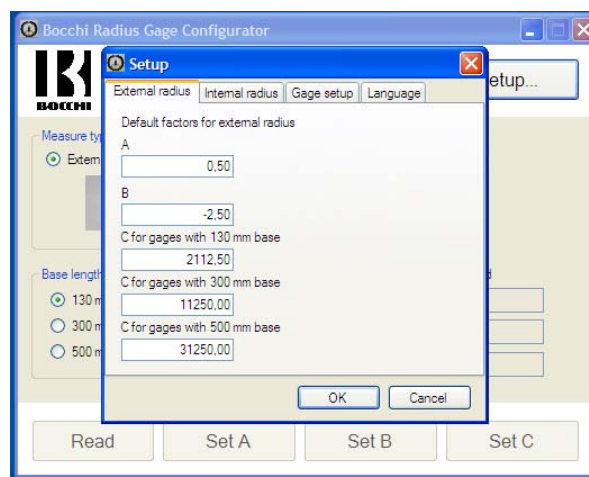 Bocchi Radius Gage Configurator
BOCCHI
etup...
Setup
External radius Internal radius Gage setup Language
Default factors for external radius
A
0,50
B
-2,50
C for gages with 130 mm base
2112,50
C for gages with 300 mm base
11250,00
C for gages with 500 mm base
31250,00
OK Cancel
Measure ty
Extern
Base length
130 m
300 m
500 m
Read Set A Set B Set C